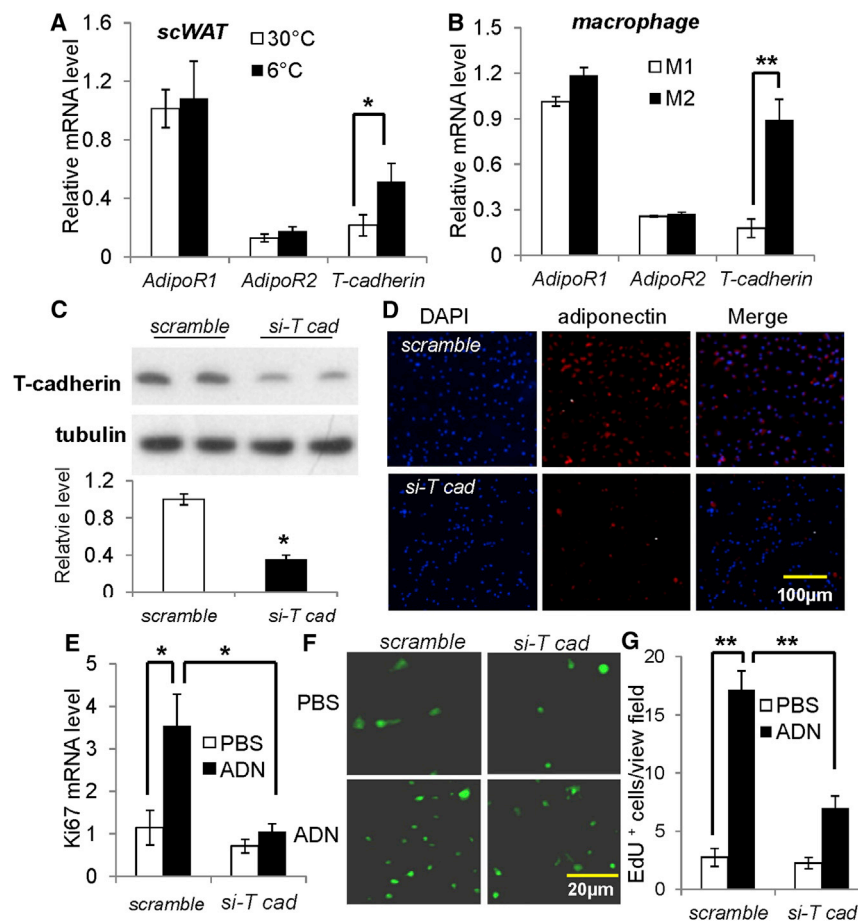 A
scWAT
30°C
6°C
Relative mRNA level
1.6
1.2
0.8
0.4
0
*
AdipoR1
AdipoR2
T-cadherin
B
macrophage
M1
M2
Relative mRNA level
1.5
1.2
0.9
0.6
0.3
0
**
AdipoR1
AdipoR2
T-cadherin
C
scramble
si-T cad
T-cadherin
tubulin
Relatvie level
1.2
0.8
0.4
0
*
scramble
si-T cad
D
DAPI
adiponectin
Merge
scramble
si-T cad
100µm
E
Ki67 mRNA level
5
4
3
2
1
0
*
*
PBS
ADN
scramble
si-T cad
F
scramble
si-T cad
PBS
ADN
20µm
G
EdU + cells/view field
20
15
10
5
0
**
**
PBS
ADN
scramble
si-T cad